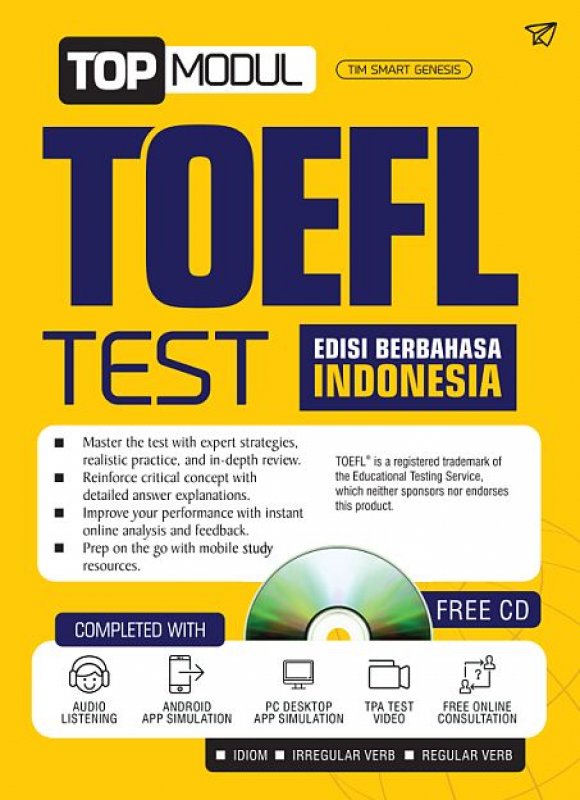 TOP MODUL
TIM SMART GENESIS
TOEFL
TEST
EDISI BERBAHASA
INDONESIA
■ Master the test with expert strategies,
realistic practice, and in-depth review.
■ Reinforce critical concept with
detailed answer explanations.
■ Improve your performance with instant
online analysis and feedback.
■ Prep on the go with mobile study
resources.
TOEFL® is a registered trademark of
the Educational Testing Service,
which neither sponsors nor endorses
this product.
FREE CD
COMPLETED WITH
AUDIO
LISTENING
ANDROID
APP SIMULATION
PC DESKTOP
APP SIMULATION
TPA TEST
VIDEO
?
FREE ONLINE
CONSULTATION
■ IDIOM ■ IRREGULAR VERB ■ REGULAR VERB